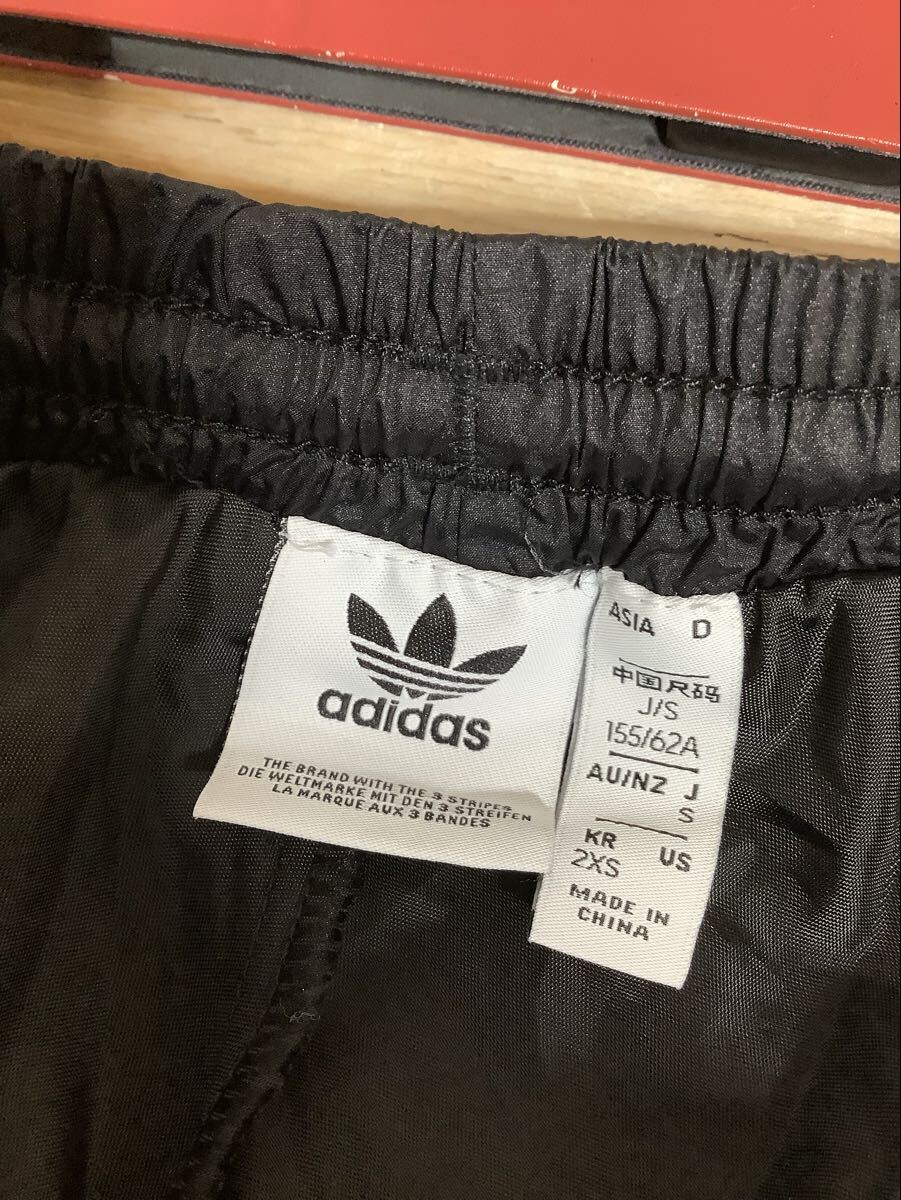 adidas
THE BRAND WITH THE 3 STRIPES
DIE WELTMARKE MIT DEN 3 STREIFEN
LA MARQUE AUX 3 BANDES
ASIA D
中国尺码
J/S
155/62A
AU/NZ J
S
KR US
2XS
MADE IN
CHINA